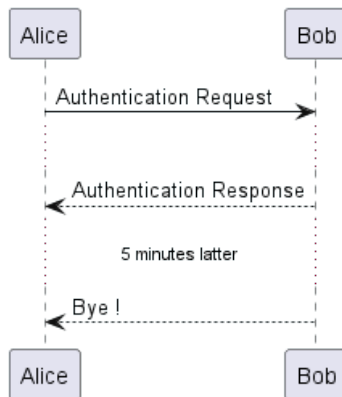 Alice Bob
Authentication Request
Authentication Response
5 minutes latter
Bye !
Alice Bob